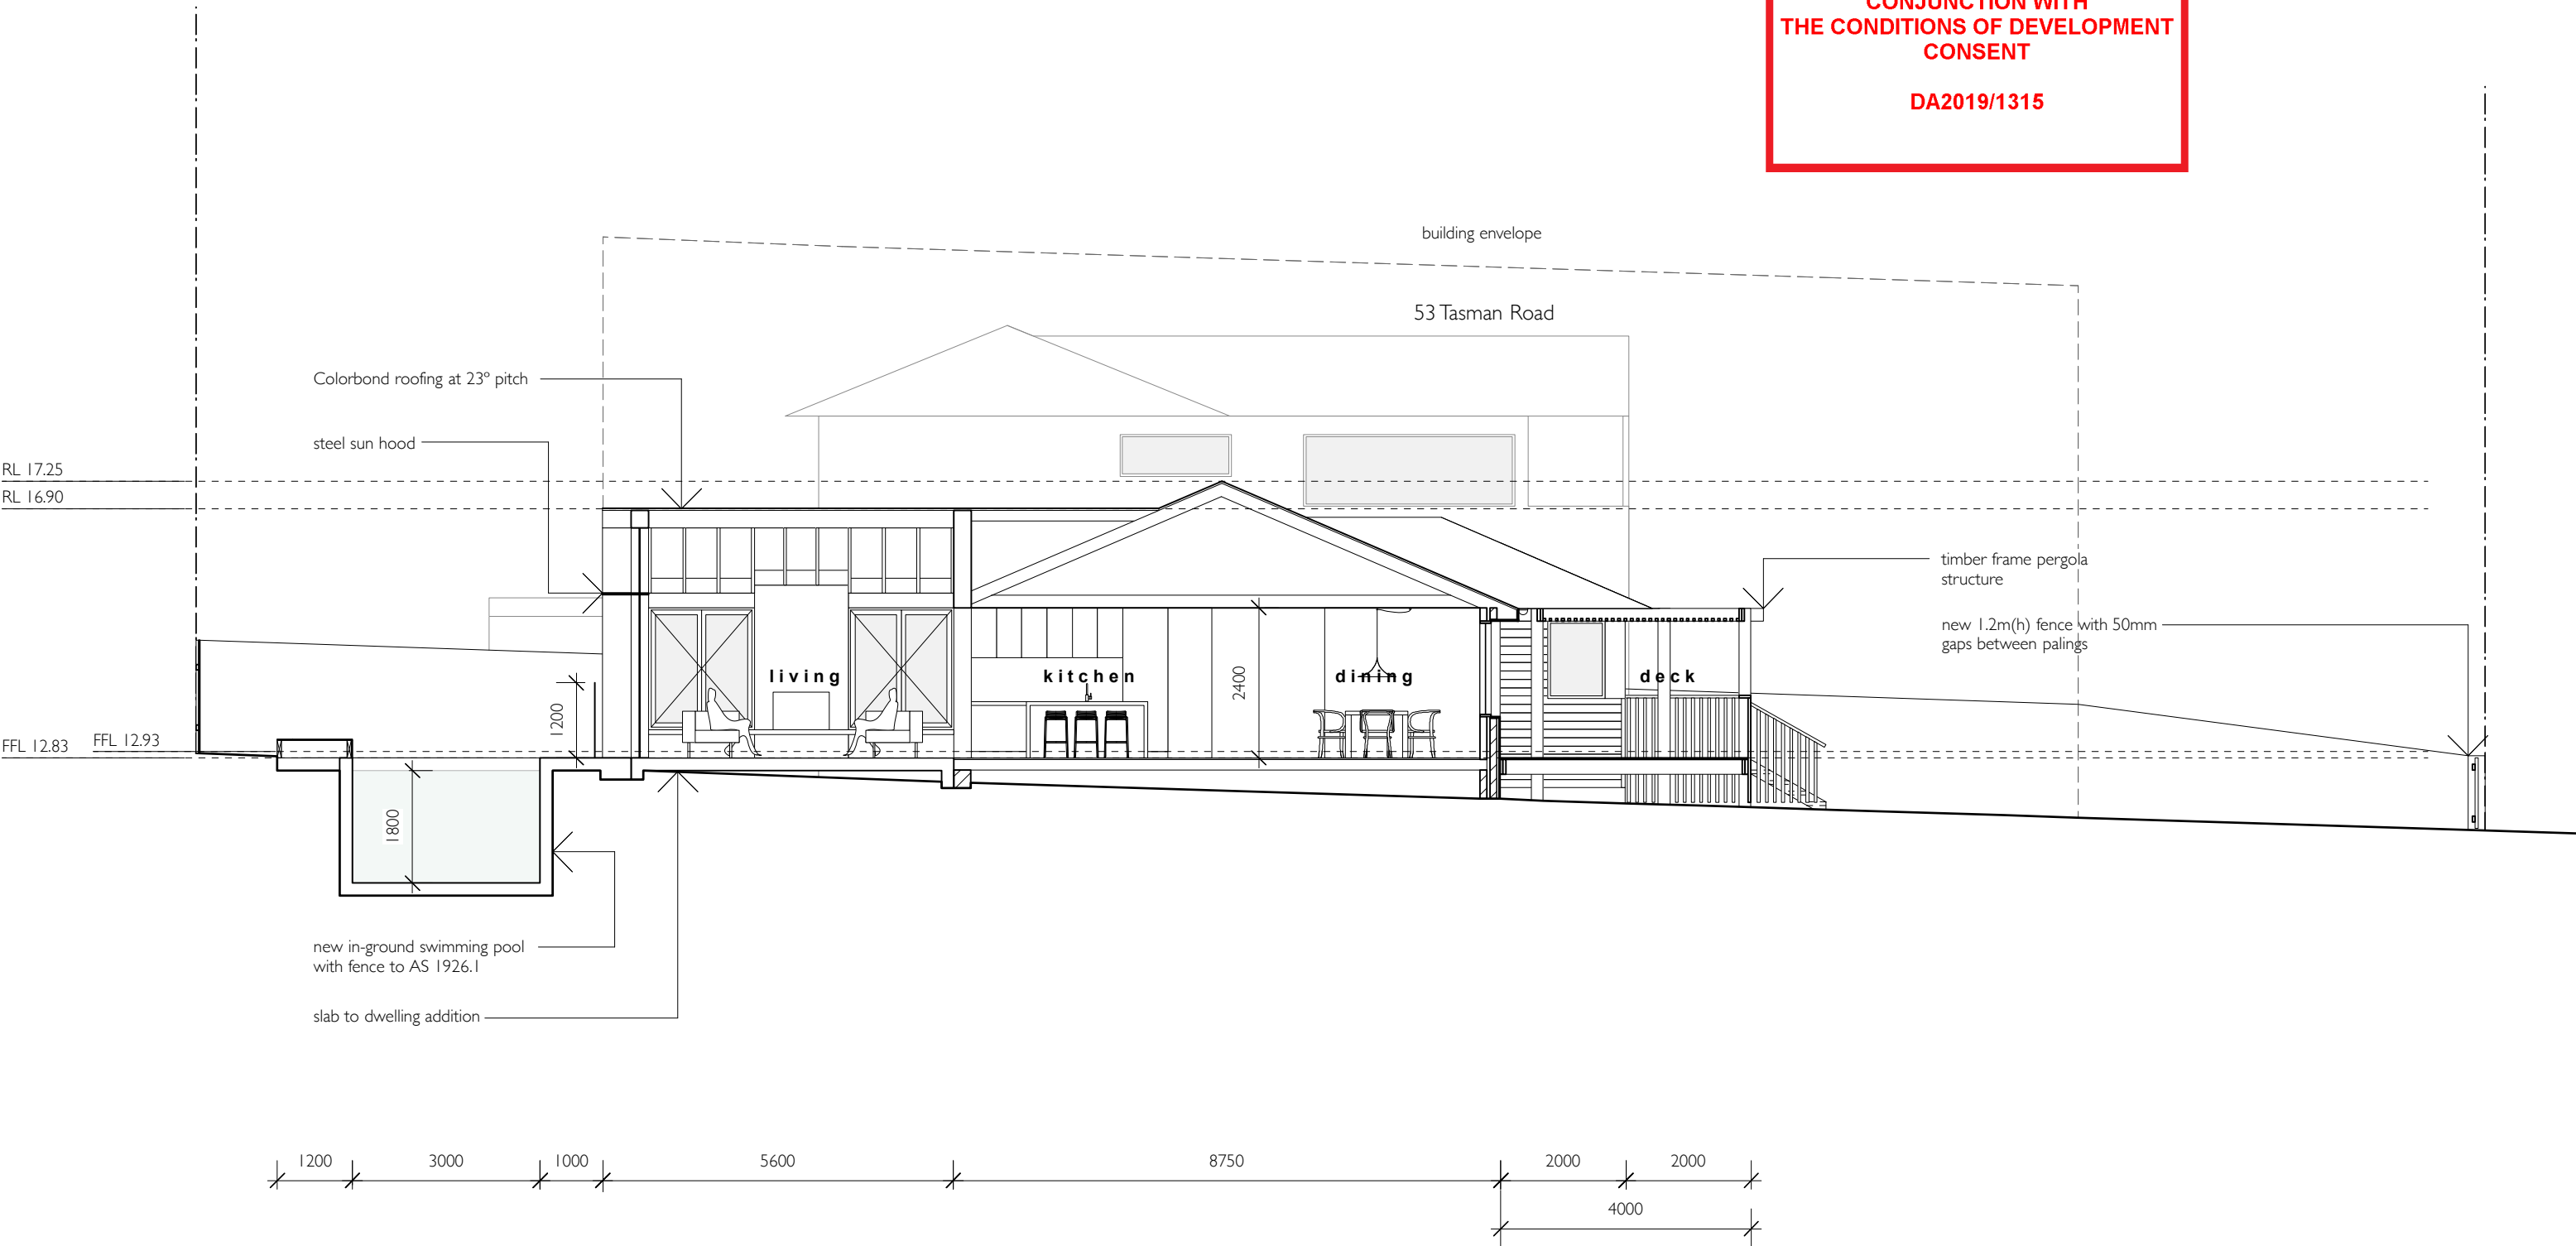 CONJUNCTION WITH
THE CONDITIONS OF DEVELOPMENT
CONSENT
DA2019/1315
building envelope
53 Tasman Road
Colorbond roofing at 23º pitch
steel sun hood
RL 17.25
RL 16.90
timber frame pergola
structure
new 1.2m(h) fence with 50mm
gaps between palings
living
kitchen
dining
deck
2400
1200
FFL 12.83
FFL 12.93
1800
new in-ground swimming pool
with fence to AS 1926.1
slab to dwelling addition
1200
3000
1000
5600
8750
2000
2000
4000